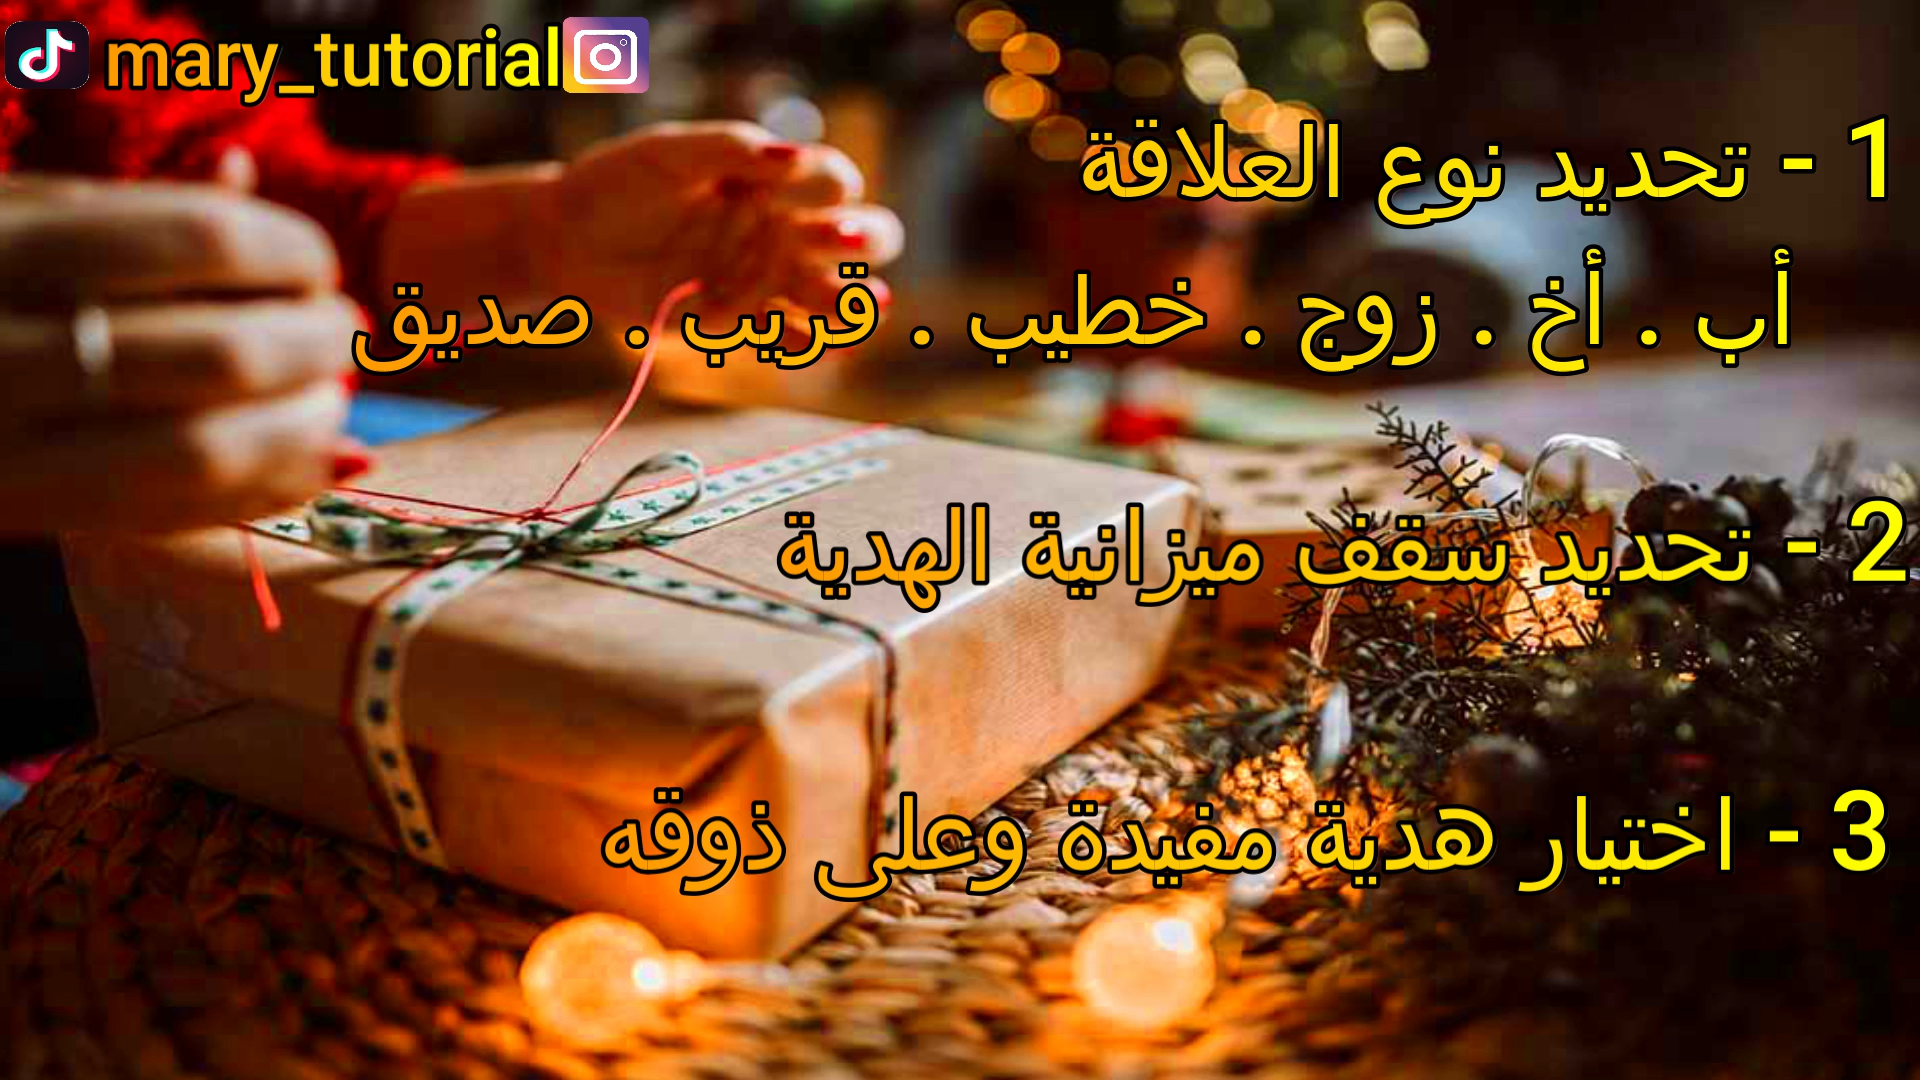 mary_tutorial
1 - تحديد نوع العلاقة
أب . أخ . زوج . خطيب . قريب . صديق
2 - تحديد سقف ميزانية الهدية
3 - اختيار هدية مفيدة وعلى ذوقه